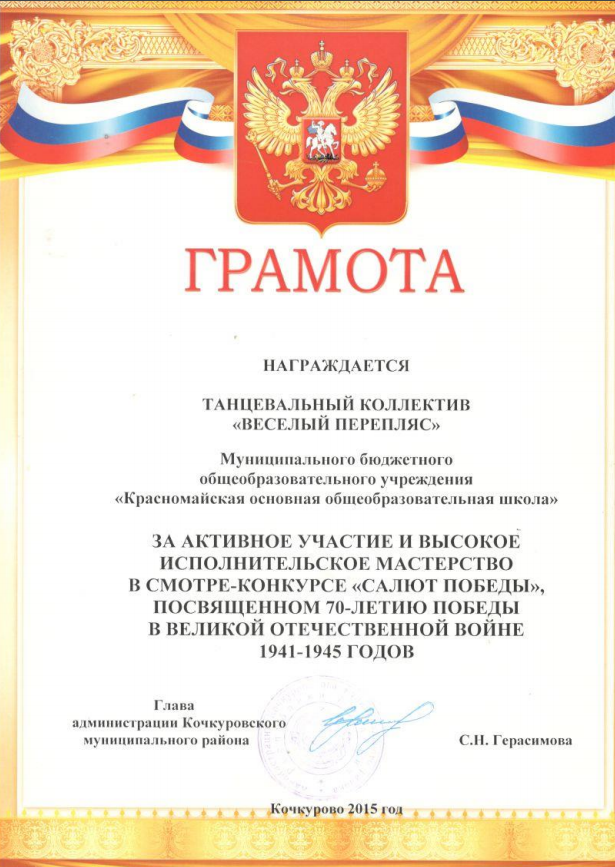 ГРАМОТА
НАГРАЖДАЕТСЯ
ТАНЦЕВАЛЬНЫЙ КОЛЛЕКТИВ
«ВЕСЕЛЫЙ ПЕРЕПЛЯС»
Муниципального бюджетного
общеобразовательного учреждения
«Красномайская основная общеобразовательная школа»
ЗА АКТИВНОЕ УЧАСТИЕ И ВЫСОКОЕ
ИСПОЛНИТЕЛЬСКОЕ МАСТЕРСТВО
В СМОТРЕ-КОНКУРСЕ «САЛЮТ ПОБЕДЫ»,
ПОСВЯЩЕННОМ 70-ЛЕТИЮ ПОБЕДЫ
В ВЕЛИКОЙ ОТЕЧЕСТВЕННОЙ ВОЙНЕ
1941-1945 ГОДОВ
Глава
администрации Кочкуровского
муниципального района
С.Н. Герасимова
Кочкурово 2015 год